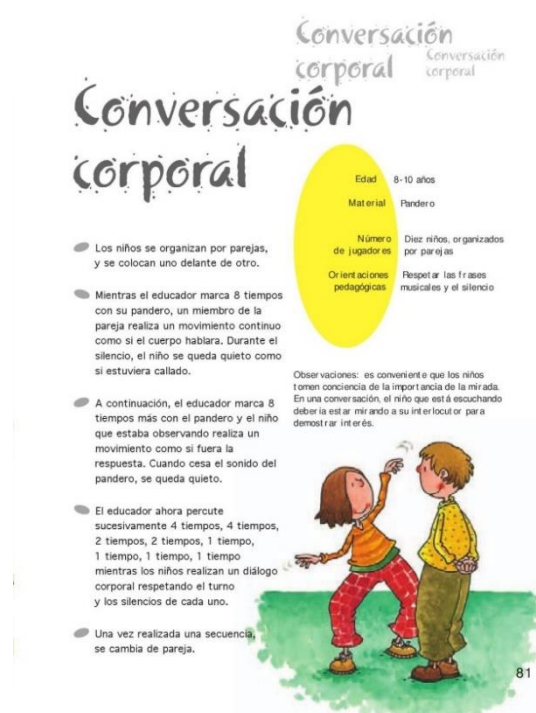 Conversación
corporal
Conversación
corporal
Conversación
corporal
Edad 8-10 años
Material Pandero
Número Diez niños, organizados
de jugadores por parejas
Orientaciones Respetar las frases
pedagógicas musicales y el silencio
Los niños se organizan por parejas,
y se colocan uno delante de otro.
Mientras el educador marca 8 tiempos
con su pandero, un miembro de la
pareja realiza un movimiento continuo
como si el cuerpo hablara. Durante el
silencio, el niño se queda quieto como
si estuviera callado.
A continuación, el educador marca 8
tiempos más con el pandero y el niño
que estaba observando realiza un
movimiento como si fuera la
respuesta. Cuando cesa el sonido del
pandero, se queda quieto.
El educador ahora percute
sucesivamente 4 tiempos, 4 tiempos,
2 tiempos, 2 tiempos, 1 tiempo,
1 tiempo, 1 tiempo, 1 tiempo
mientras los niños realizan un diálogo
corporal respetando el turno
y los silencios de cada uno.
Una vez realizada una secuencia,
se cambia de pareja.
Observaciones: es conveniente que los niños
tomen conciencia de la importancia de la mirada.
En una conversación, el niño que está escuchando
debería estar mirando a su interlocutor para
demostrar interés.
81